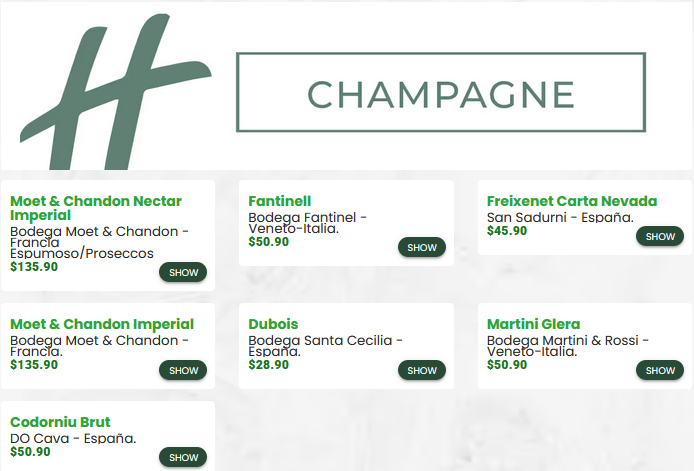 H
CHAMPAGNE
Moet & Chandon Nectar
Imperial
Bodega Moet & Chandon -
Francia
Espumoso/Proseccos
$135.90
SHOW
Fantinell
Bodega Fantinel -
Veneto-Italia.
$50.90
SHOW
Freixenet Carta Nevada
San Sadurni - España.
$45.90
SHOW
Moet & Chandon Imperial
Bodega Moet & Chandon -
Francia.
$135.90
SHOW
Dubois
Bodega Santa Cecilia -
España.
$28.90
SHOW
Martini Glera
Bodega Martini & Rossi -
Veneto-Italia.
$50.90
SHOW
Codorniu Brut
DO Cava - España.
$50.90
SHOW